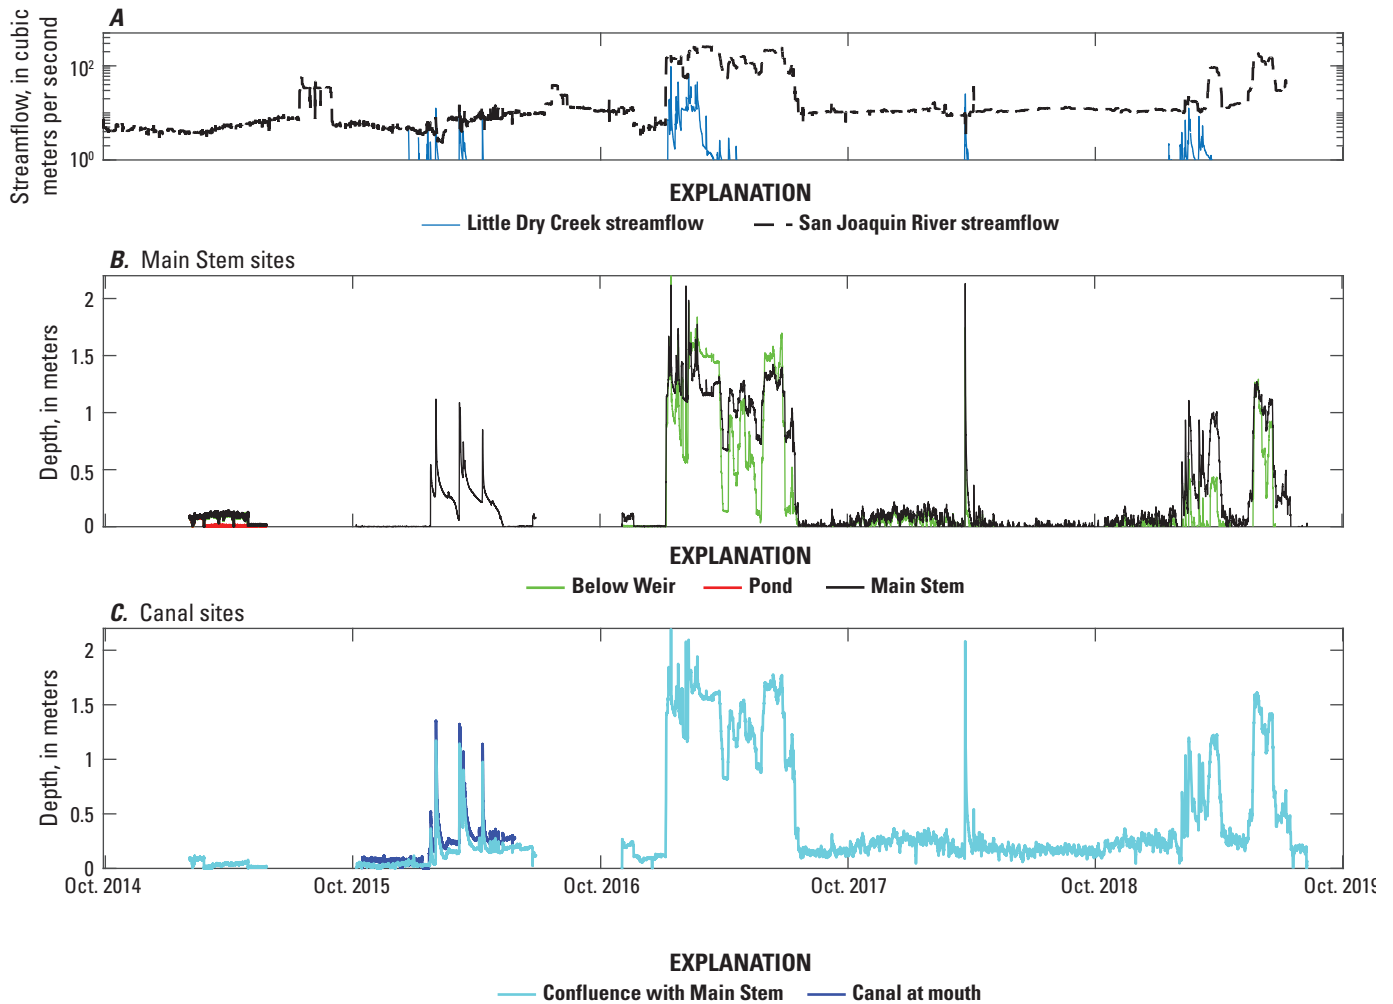 A
Streamflow, in cubic
meters per second
10²
10⁰
EXPLANATION
Little Dry Creek streamflow
San Joaquin River streamflow
B. Main Stem sites
Depth, in meters
2
1.5
1
0.5
0
EXPLANATION
Below Weir
Pond
Main Stem
C. Canal sites
Depth, in meters
2
1.5
1
0.5
0
Oct. 2014
Oct. 2015
Oct. 2016
Oct. 2017
Oct. 2018
Oct. 2019
EXPLANATION
Confluence with Main Stem
Canal at mouth